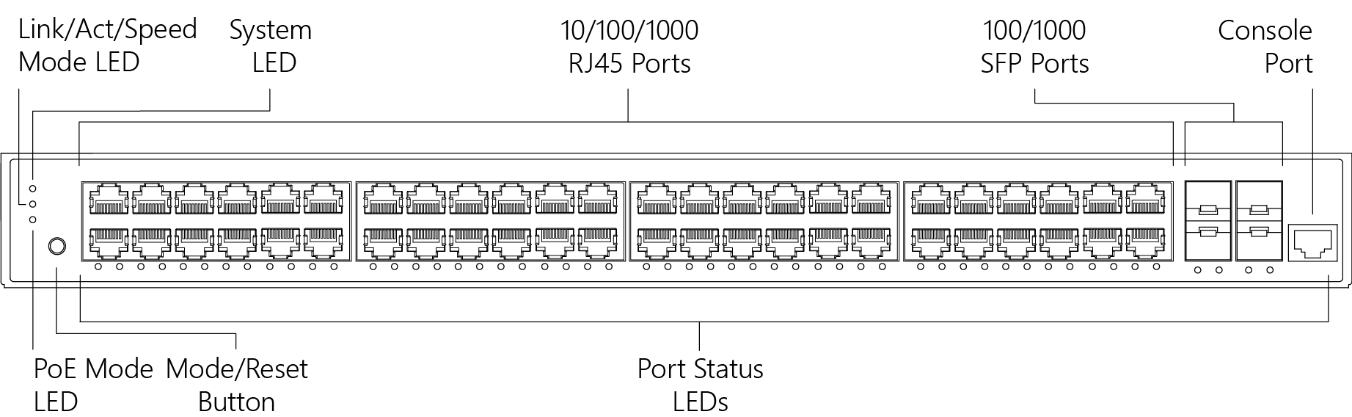 Link/Act/Speed
Mode LED
System
LED
10/100/1000
RJ45 Ports
100/1000
SFP Ports
Console
Port
PoE Mode
LED
Mode/Reset
Button
Port Status
LEDs